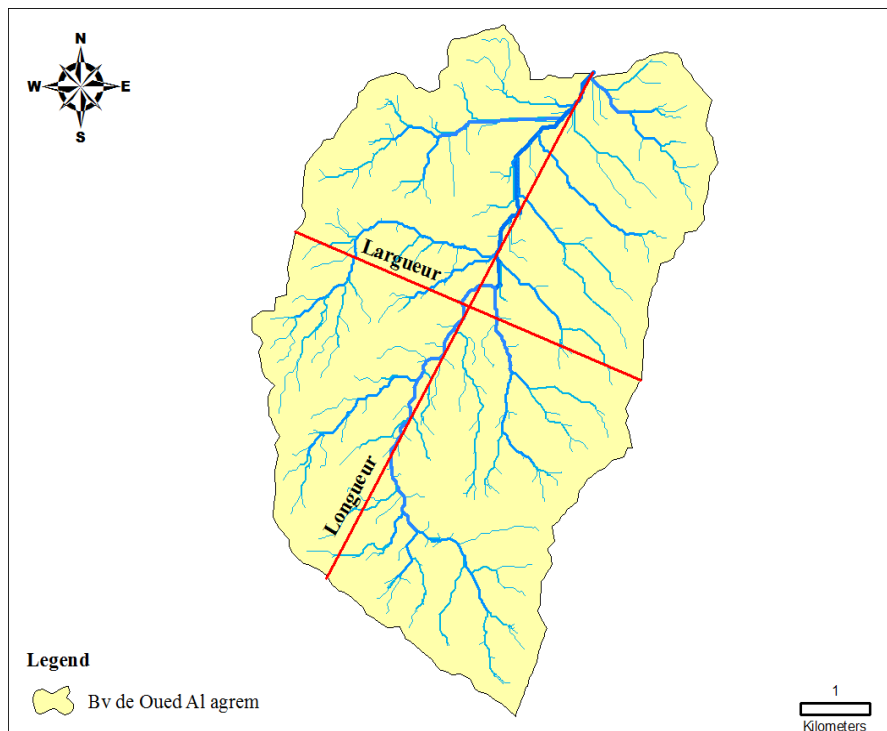 N
W E
S
Largueur
Longueur
Legend
Bv de Oued Al agrem
1
Kilometers